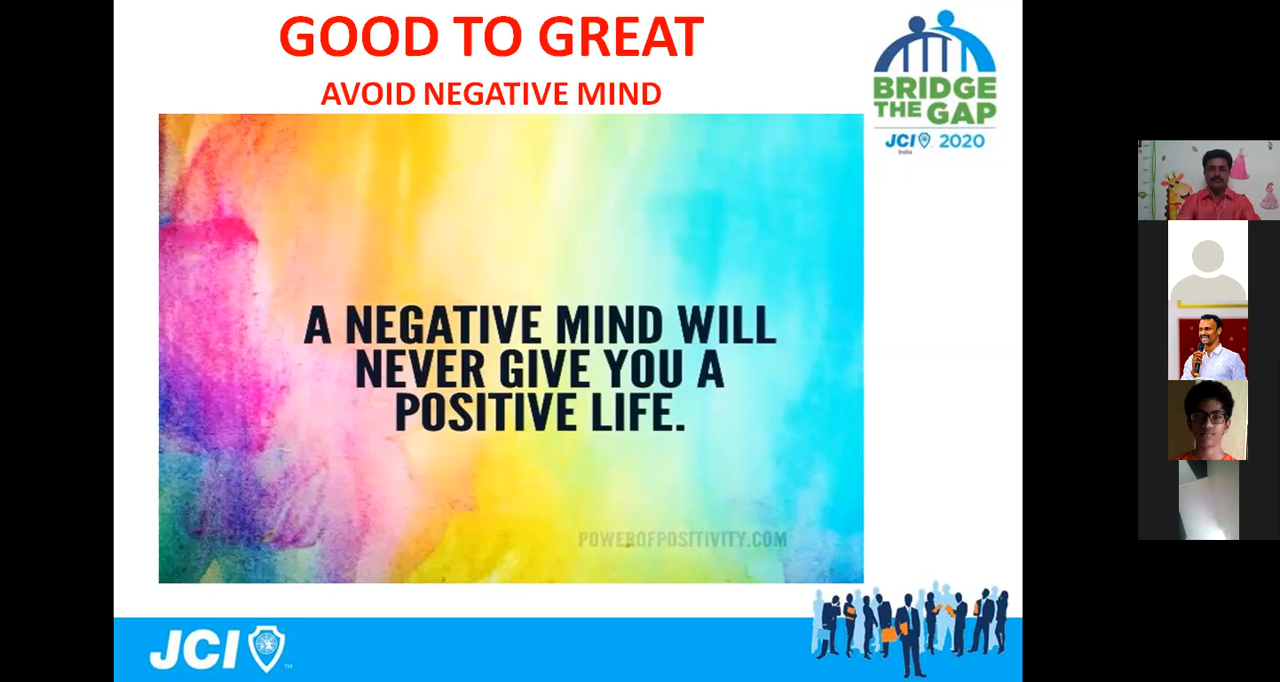 GOOD TO GREAT
AVOID NEGATIVE MIND
BRIDGE
THE GAP
JCI 2020
India
A NEGATIVE MIND WILL
NEVER GIVE YOU A
POSITIVE LIFE.
POWEROFPOSITIVITY.COM
JCI
TM